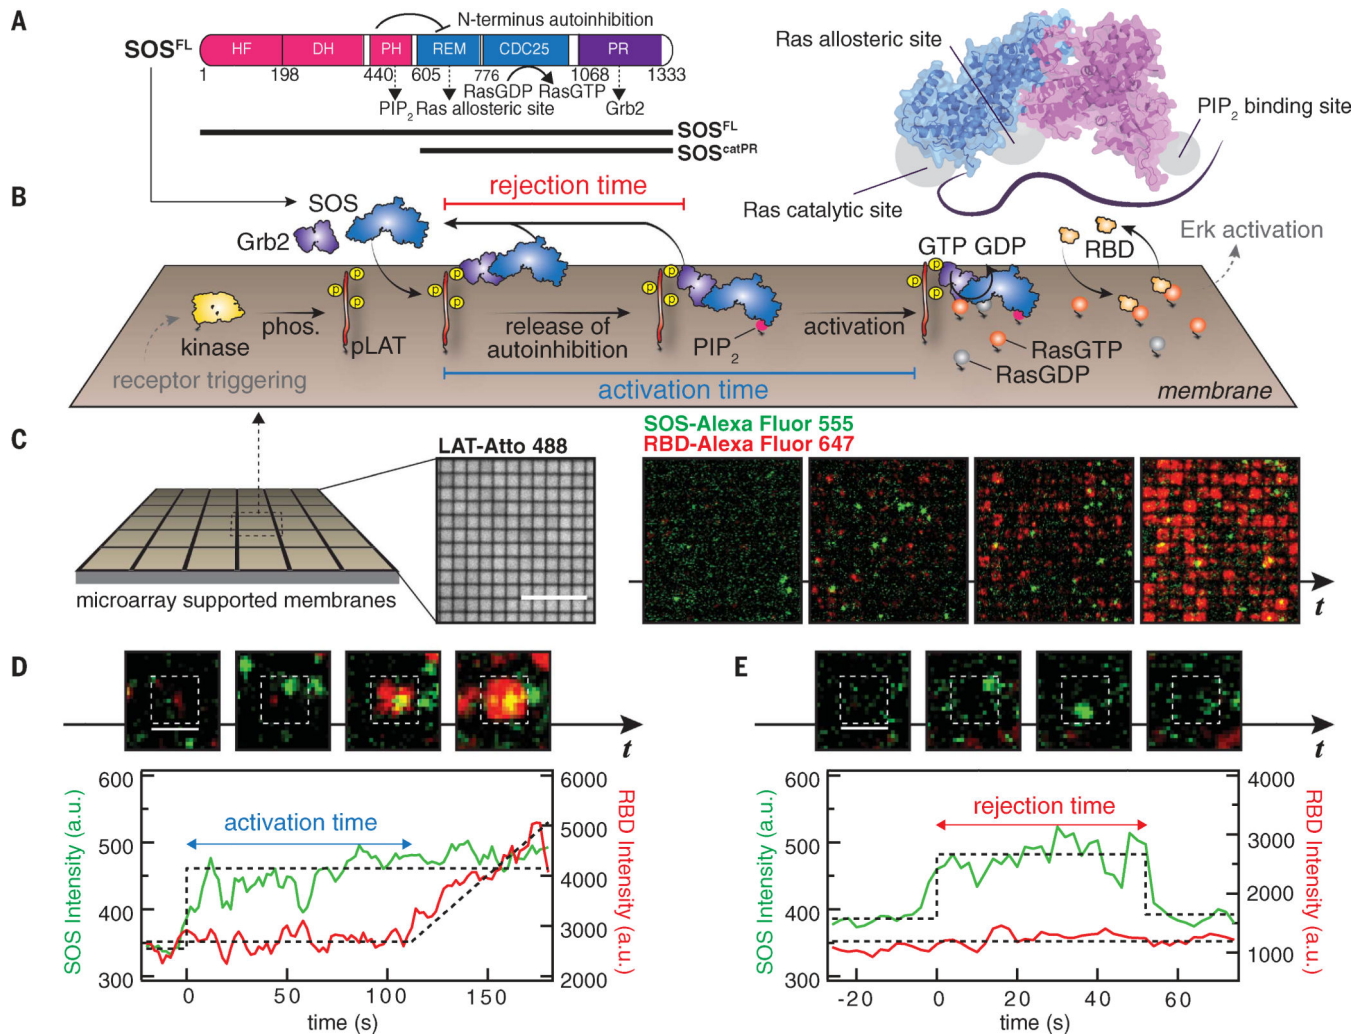 A
N-terminus autoinhibition
SOS^FL
HF DH PH REM CDC25 PR
1 198 440 605 776 1068 1333
RasGDP RasGTP
PIP2 Ras allosteric site Grb2
SOS^FL
SOS^catPR
Ras allosteric site
PIP2 binding site
Ras catalytic site
B
rejection time
SOS
Grb2
GTP GDP
RBD
Erk activation
p p p
p p p
p p p
p
kinase
phos.
pLAT
release of
autoinhibition
PIP2
activation
RasGTP
RasGDP
receptor triggering
activation time
membrane
C
LAT-Atto 488
SOS-Alexa Fluor 555
RBD-Alexa Fluor 647
microarray supported membranes
t
D
t
600
500
400
300
SOS Intensity (a.u.)
activation time
6000
5000
4000
3000
2000
RBD Intensity (a.u.)
0 50 100 150
time (s)
E
t
600
500
400
300
SOS Intensity (a.u.)
rejection time
4000
3000
2000
1000
RBD Intensity (a.u.)
-20 0 20 40 60
time (s)